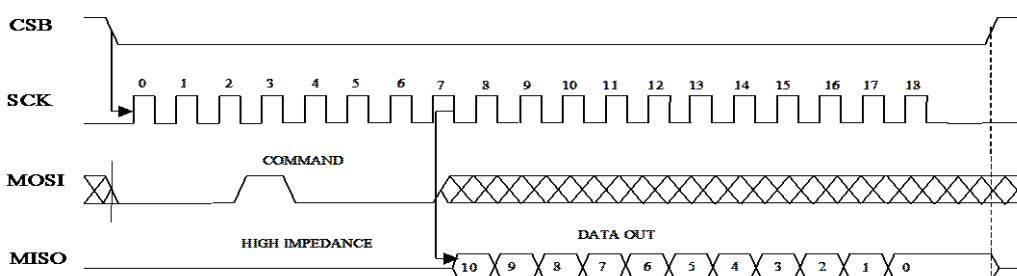 CSB
0 1 2 3 4 5 6 7 8 9 10 11 12 13 14 15 16 17 18
SCK
COMMAND
MOSI
HIGH IMPEDANCE DATA OUT
MISO 10 9 8 7 6 5 4 3 2 1 0